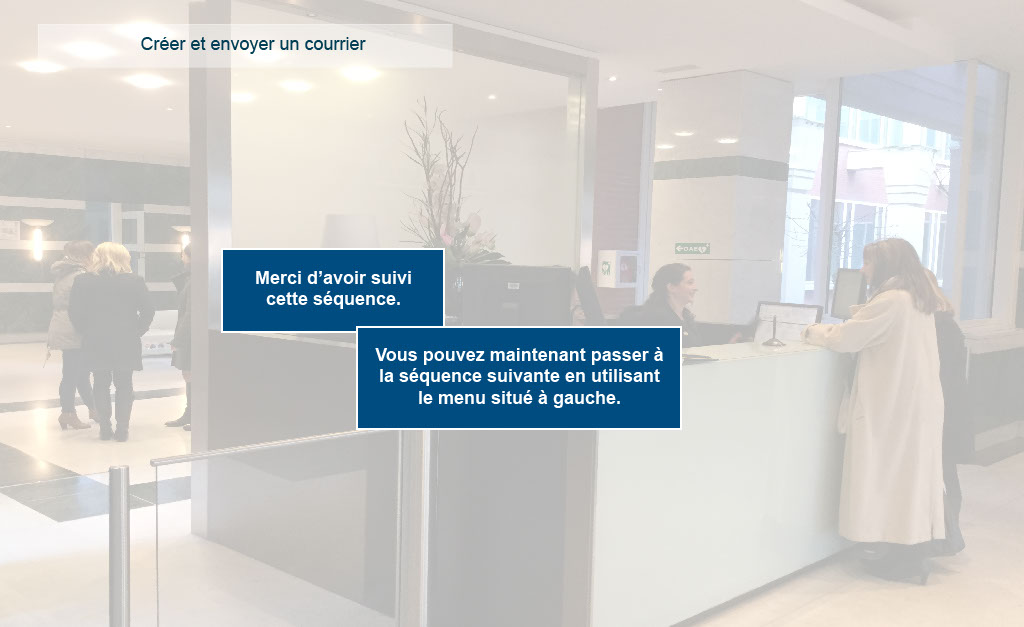 Créer et envoyer un courrier
Merci d’avoir suivi
cette séquence.
Vous pouvez maintenant passer à
la séquence suivante en utilisant
le menu situé à gauche.